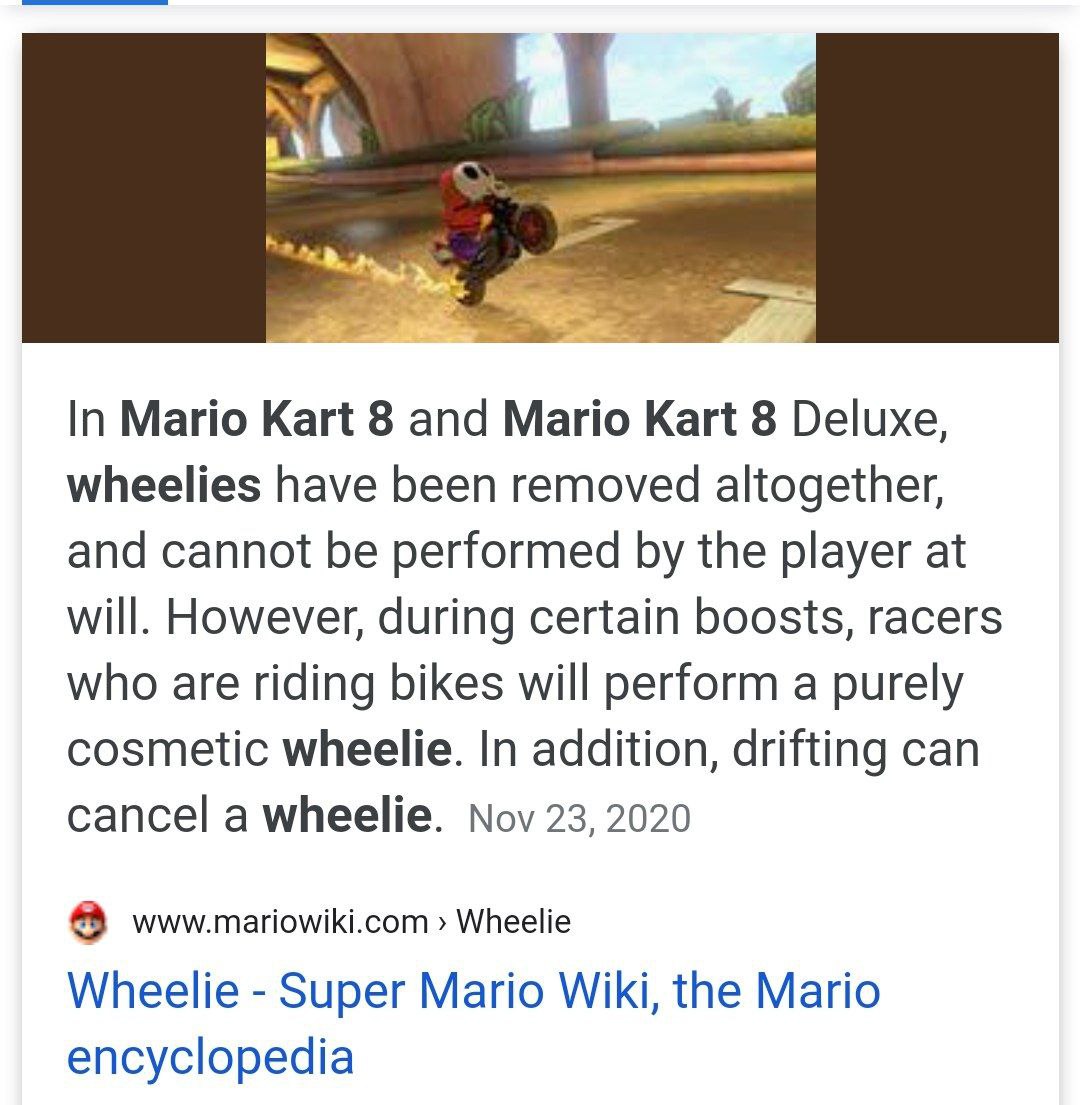 In Mario Kart 8 and Mario Kart 8 Deluxe,
wheelies have been removed altogether,
and cannot be performed by the player at
will. However, during certain boosts, racers
who are riding bikes will perform a purely
cosmetic wheelie. In addition, drifting can
cancel a wheelie. Nov 23, 2020
www.mariowiki.com › Wheelie
Wheelie - Super Mario Wiki, the Mario
encyclopedia